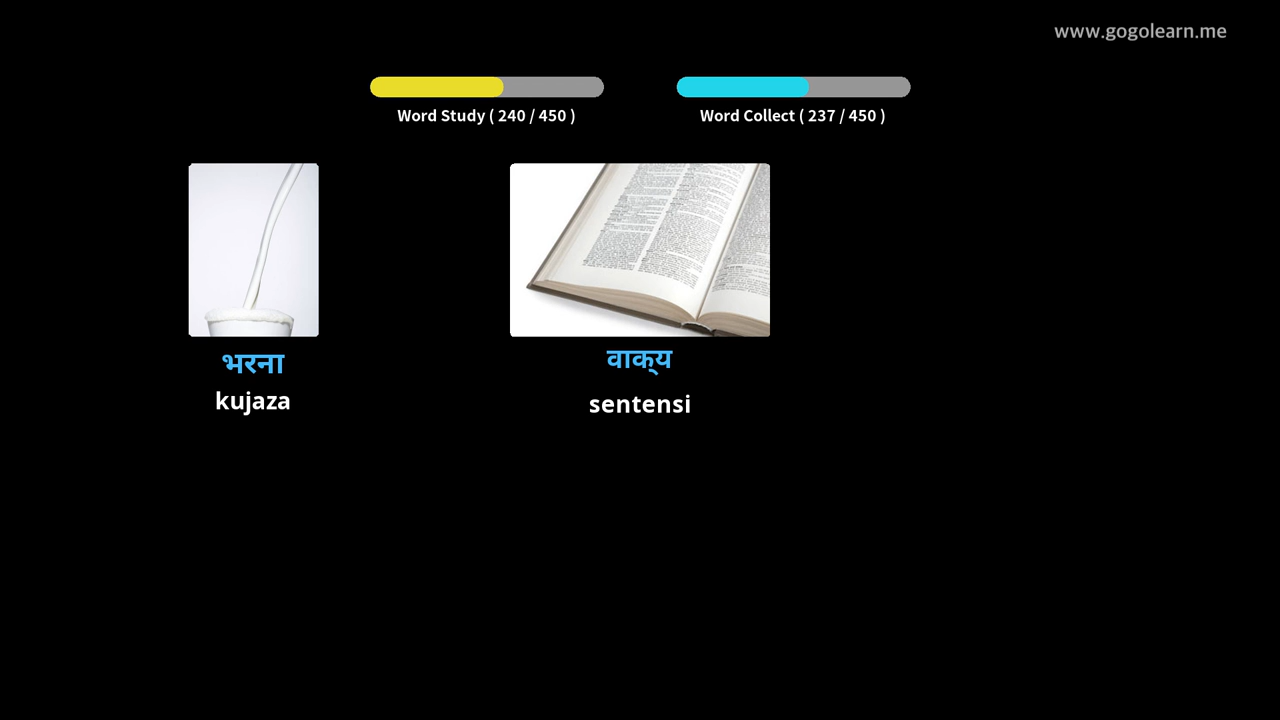 www.gogolearn.me
Word Study ( 240 / 450 )
Word Collect ( 237 / 450 )
भरना
kujaza
वाक्य
sentensi